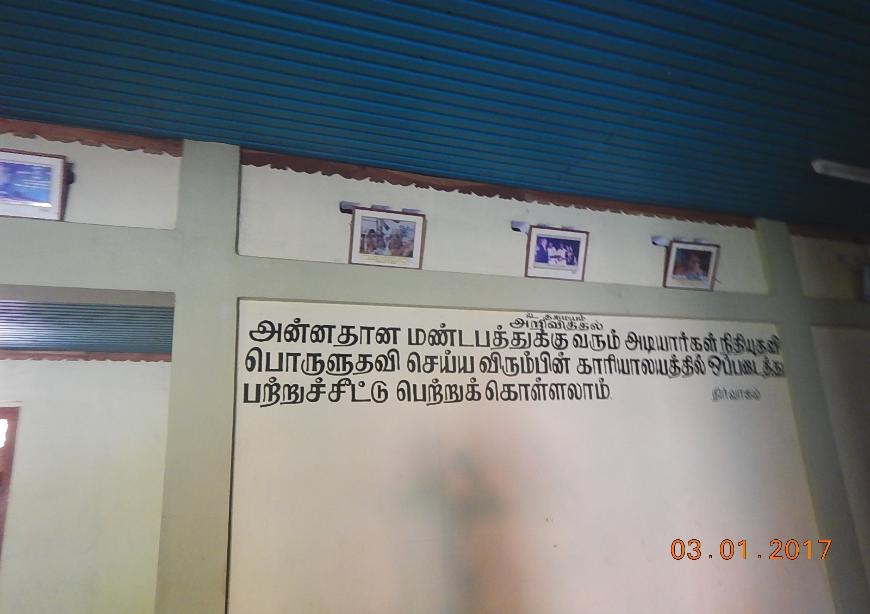 உ
அறிவித்தல்
அன்னதான மண்டபத்துக்கு வரும் அடியார்கள் நிதியுதவி
பொருளுதவி செய்ய விரும்பின் காரியாலயத்தில் ஒப்படைத்து
பற்றுச்சீட்டு பெற்றுக் கொள்ளலாம்.
நிர்வாகம்
03.01.2017